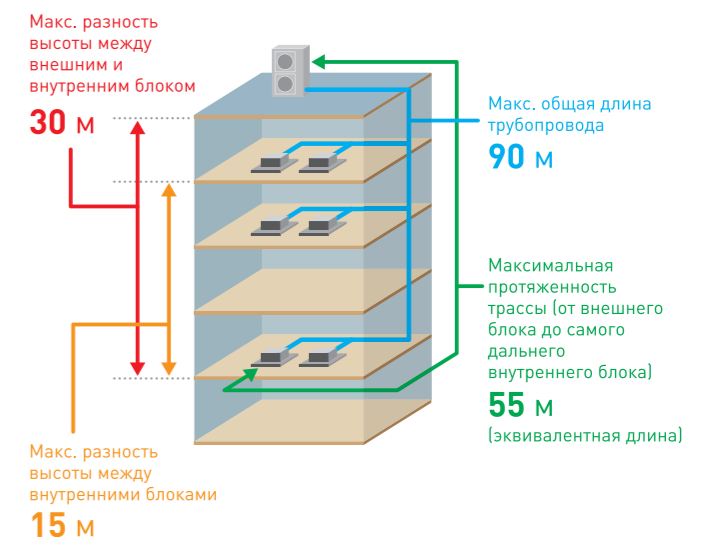 Макс. разность
высоты между
внешним и
внутренним блоком
30 м
Макс. общая длина
трубопровода
90 м
Максимальная
протяженность
трассы (от внешнего
блока до самого
дальнего
внутреннего блока)
55 м
(эквивалентная длина)
Макс. разность
высоты между
внутренними блоками
15 м